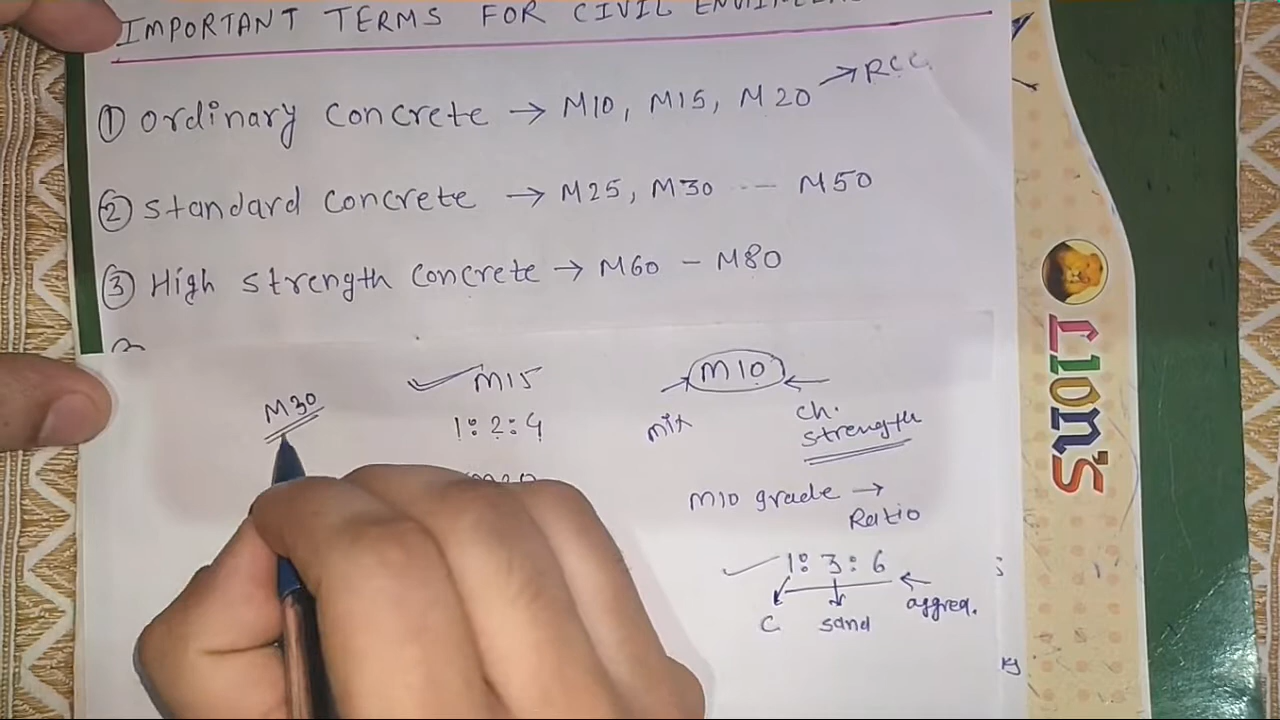 IMPORTANT TERMS FOR CIVIL
① Ordinary Concrete → M10, M15, M20 → RCC
② Standard Concrete → M25, M30 --- M50
③ High Strength Concrete → M60 - M80
M30
M15
1:2:4
M10
mix
ch.
strength
M10 grade →
Ratio
1:3:6
C
sand
aggrea.